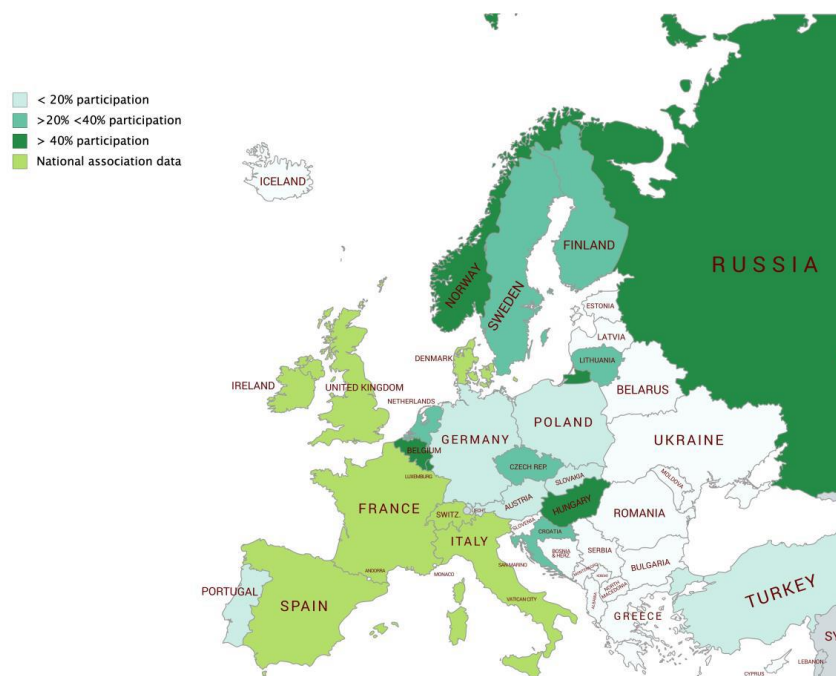 < 20% participation
>20% <40% participation
> 40% participation
National association data
ICELAND
RUSSIA
FINLAND
NORWAY
SWEDEN
ESTONIA
LATVIA
DENMARK
LITHUANIA
IRELAND
UNITED KINGDOM
BELARUS
NETHERLANDS
POLAND
GERMANY
UKRAINE
BELGIUM
CZECH REP.
LUXEMBURG
SLOVAKIA
MOLDOVA
AUSTRIA
HUNGARY
FRANCE
SWITZ.
ROMANIA
SLOVENIA
CROATIA
ITALY
BOSNIA
& HERZ.
SERBIA
SAN MARINO
BULGARIA
ANDORRA
MONACO
NORTH
MACEDONIA
PORTUGAL
SPAIN
VATICAN CITY
ALBANIA
GREECE
TURKEY
SY
LEBANON
CYPRUS